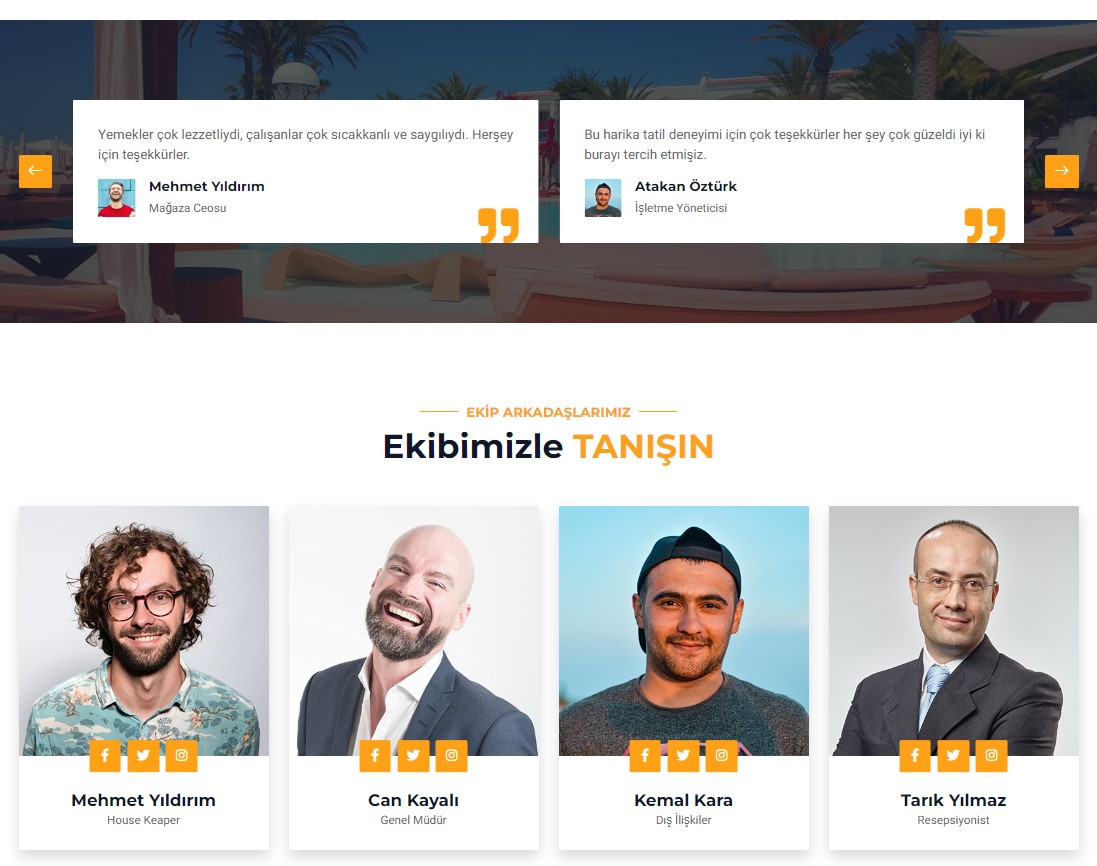 Yemekler çok lezzetliydi, çalışanlar çok sıcakkanlı ve saygılıydı. Herşey
için teşekkürler.
Mehmet Yıldırım
Mağaza Ceosu
Bu harika tatil deneyimi için çok teşekkürler her şey çok güzeldi iyi ki
burayı tercih etmişiz.
Atakan Öztürk
İşletme Yöneticisi
EKİP ARKADAŞLARIMIZ
Ekibimizle TANIŞIN
Mehmet Yıldırım
House Keaper
Can Kayalı
Genel Müdür
Kemal Kara
Dış İlişkiler
Tarık Yılmaz
Resepsiyonist